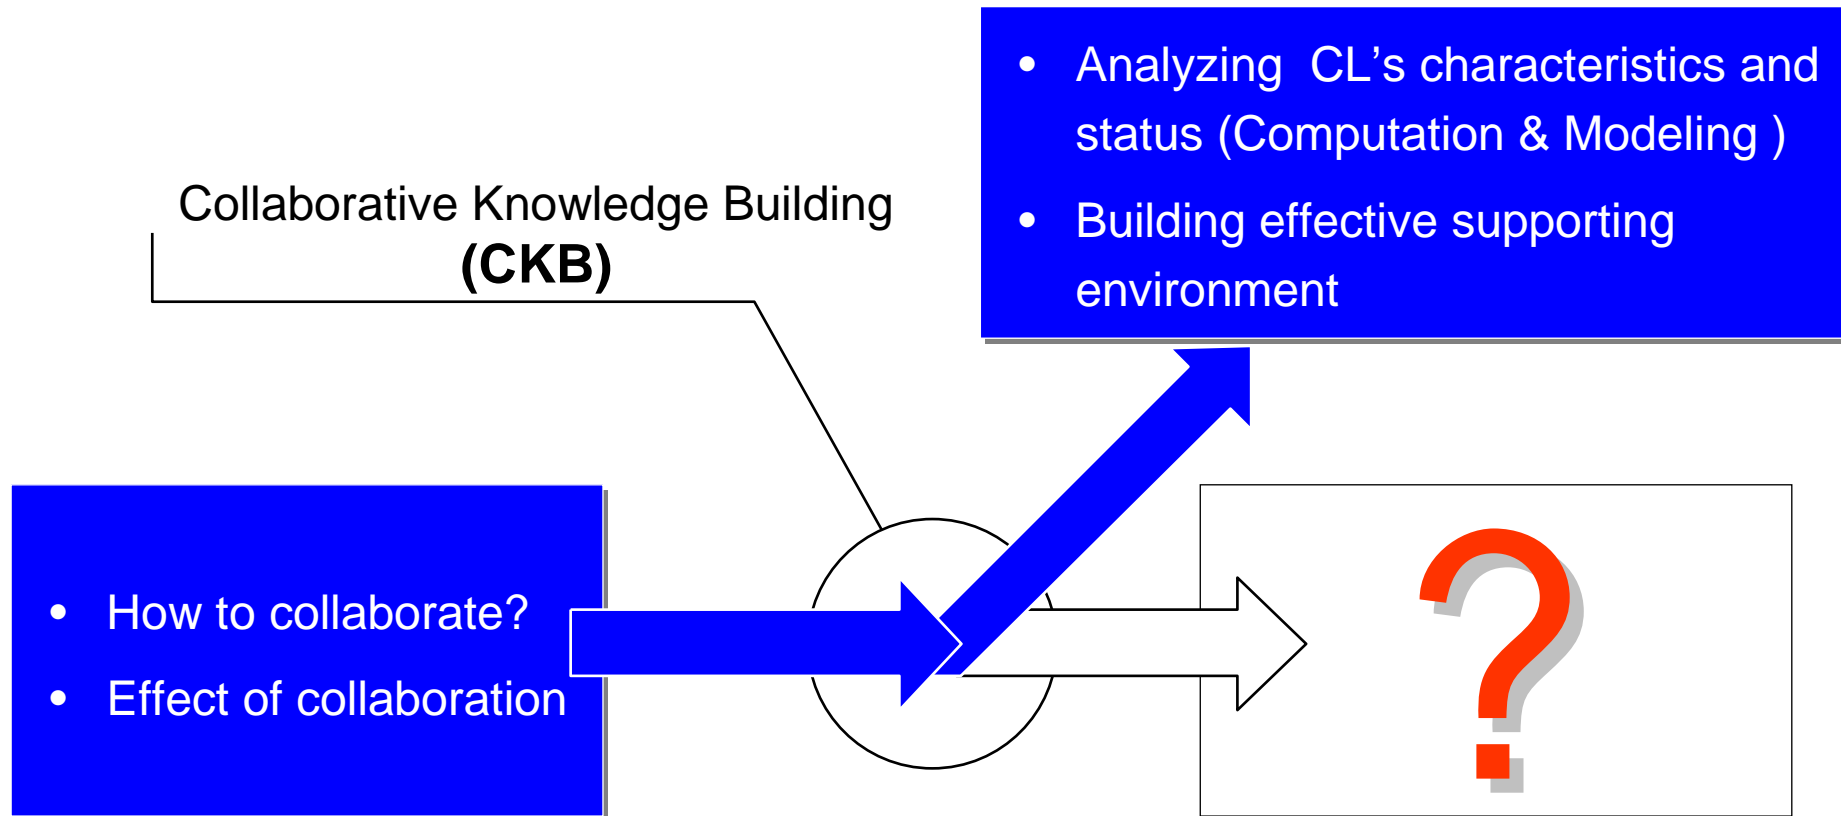 • Analyzing  CL’s characteristics and
status (Computation & Modeling )
• Building effective supporting
environment
Collaborative Knowledge Building
(CKB)
• How to collaborate?
• Effect of collaboration
?